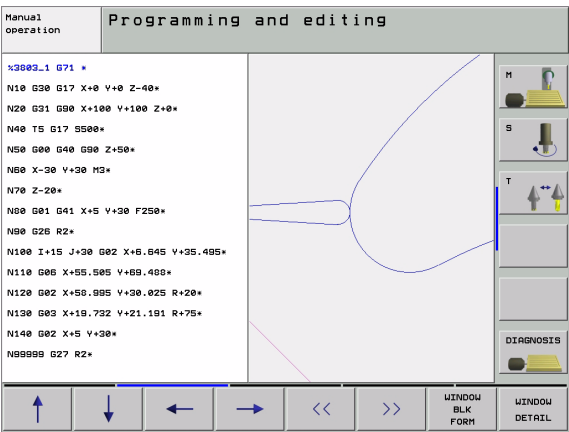 Manual
operation
Programming and editing
%3803_1 G71 *
N10 G30 G17 X+0 Y+0 Z-40*
N20 G31 G90 X+100 Y+100 Z+0*
N40 T5 G17 S500*
N50 G00 G40 G90 Z+50*
N60 X-30 Y+30 M3*
N70 Z-20*
N80 G01 G41 X+5 Y+30 F250*
N90 G26 R2*
N100 I+15 J+30 G02 X+6.645 Y+35.495*
N110 G06 X+55.505 Y+69.488*
N120 G02 X+58.995 Y+30.025 R+20*
N130 G03 X+19.732 Y+21.191 R+75*
N140 G02 X+5 Y+30*
N99999 G27 R2*
M
S
T
DIAGNOSIS
<<
>>
WINDOW
BLK
FORM
WINDOW
DETAIL